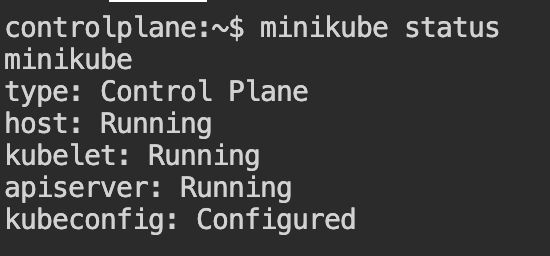 controlplane:~$ minikube status
minikube
type: Control Plane
host: Running
kubelet: Running
apiserver: Running
kubeconfig: Configured